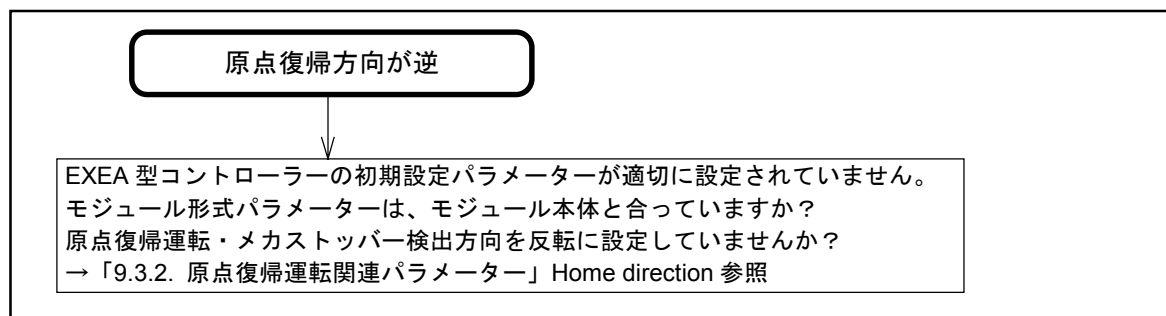 原点復帰方向が逆
EXEA 型コントローラーの初期設定パラメーターが適切に設定されていません。
モジュール形式パラメーターは、モジュール本体と合っていますか？
原点復帰運転・メカストッパー検出方向を反転に設定していませんか？
→「9.3.2. 原点復帰運転関連パラメーター」Home direction 参照